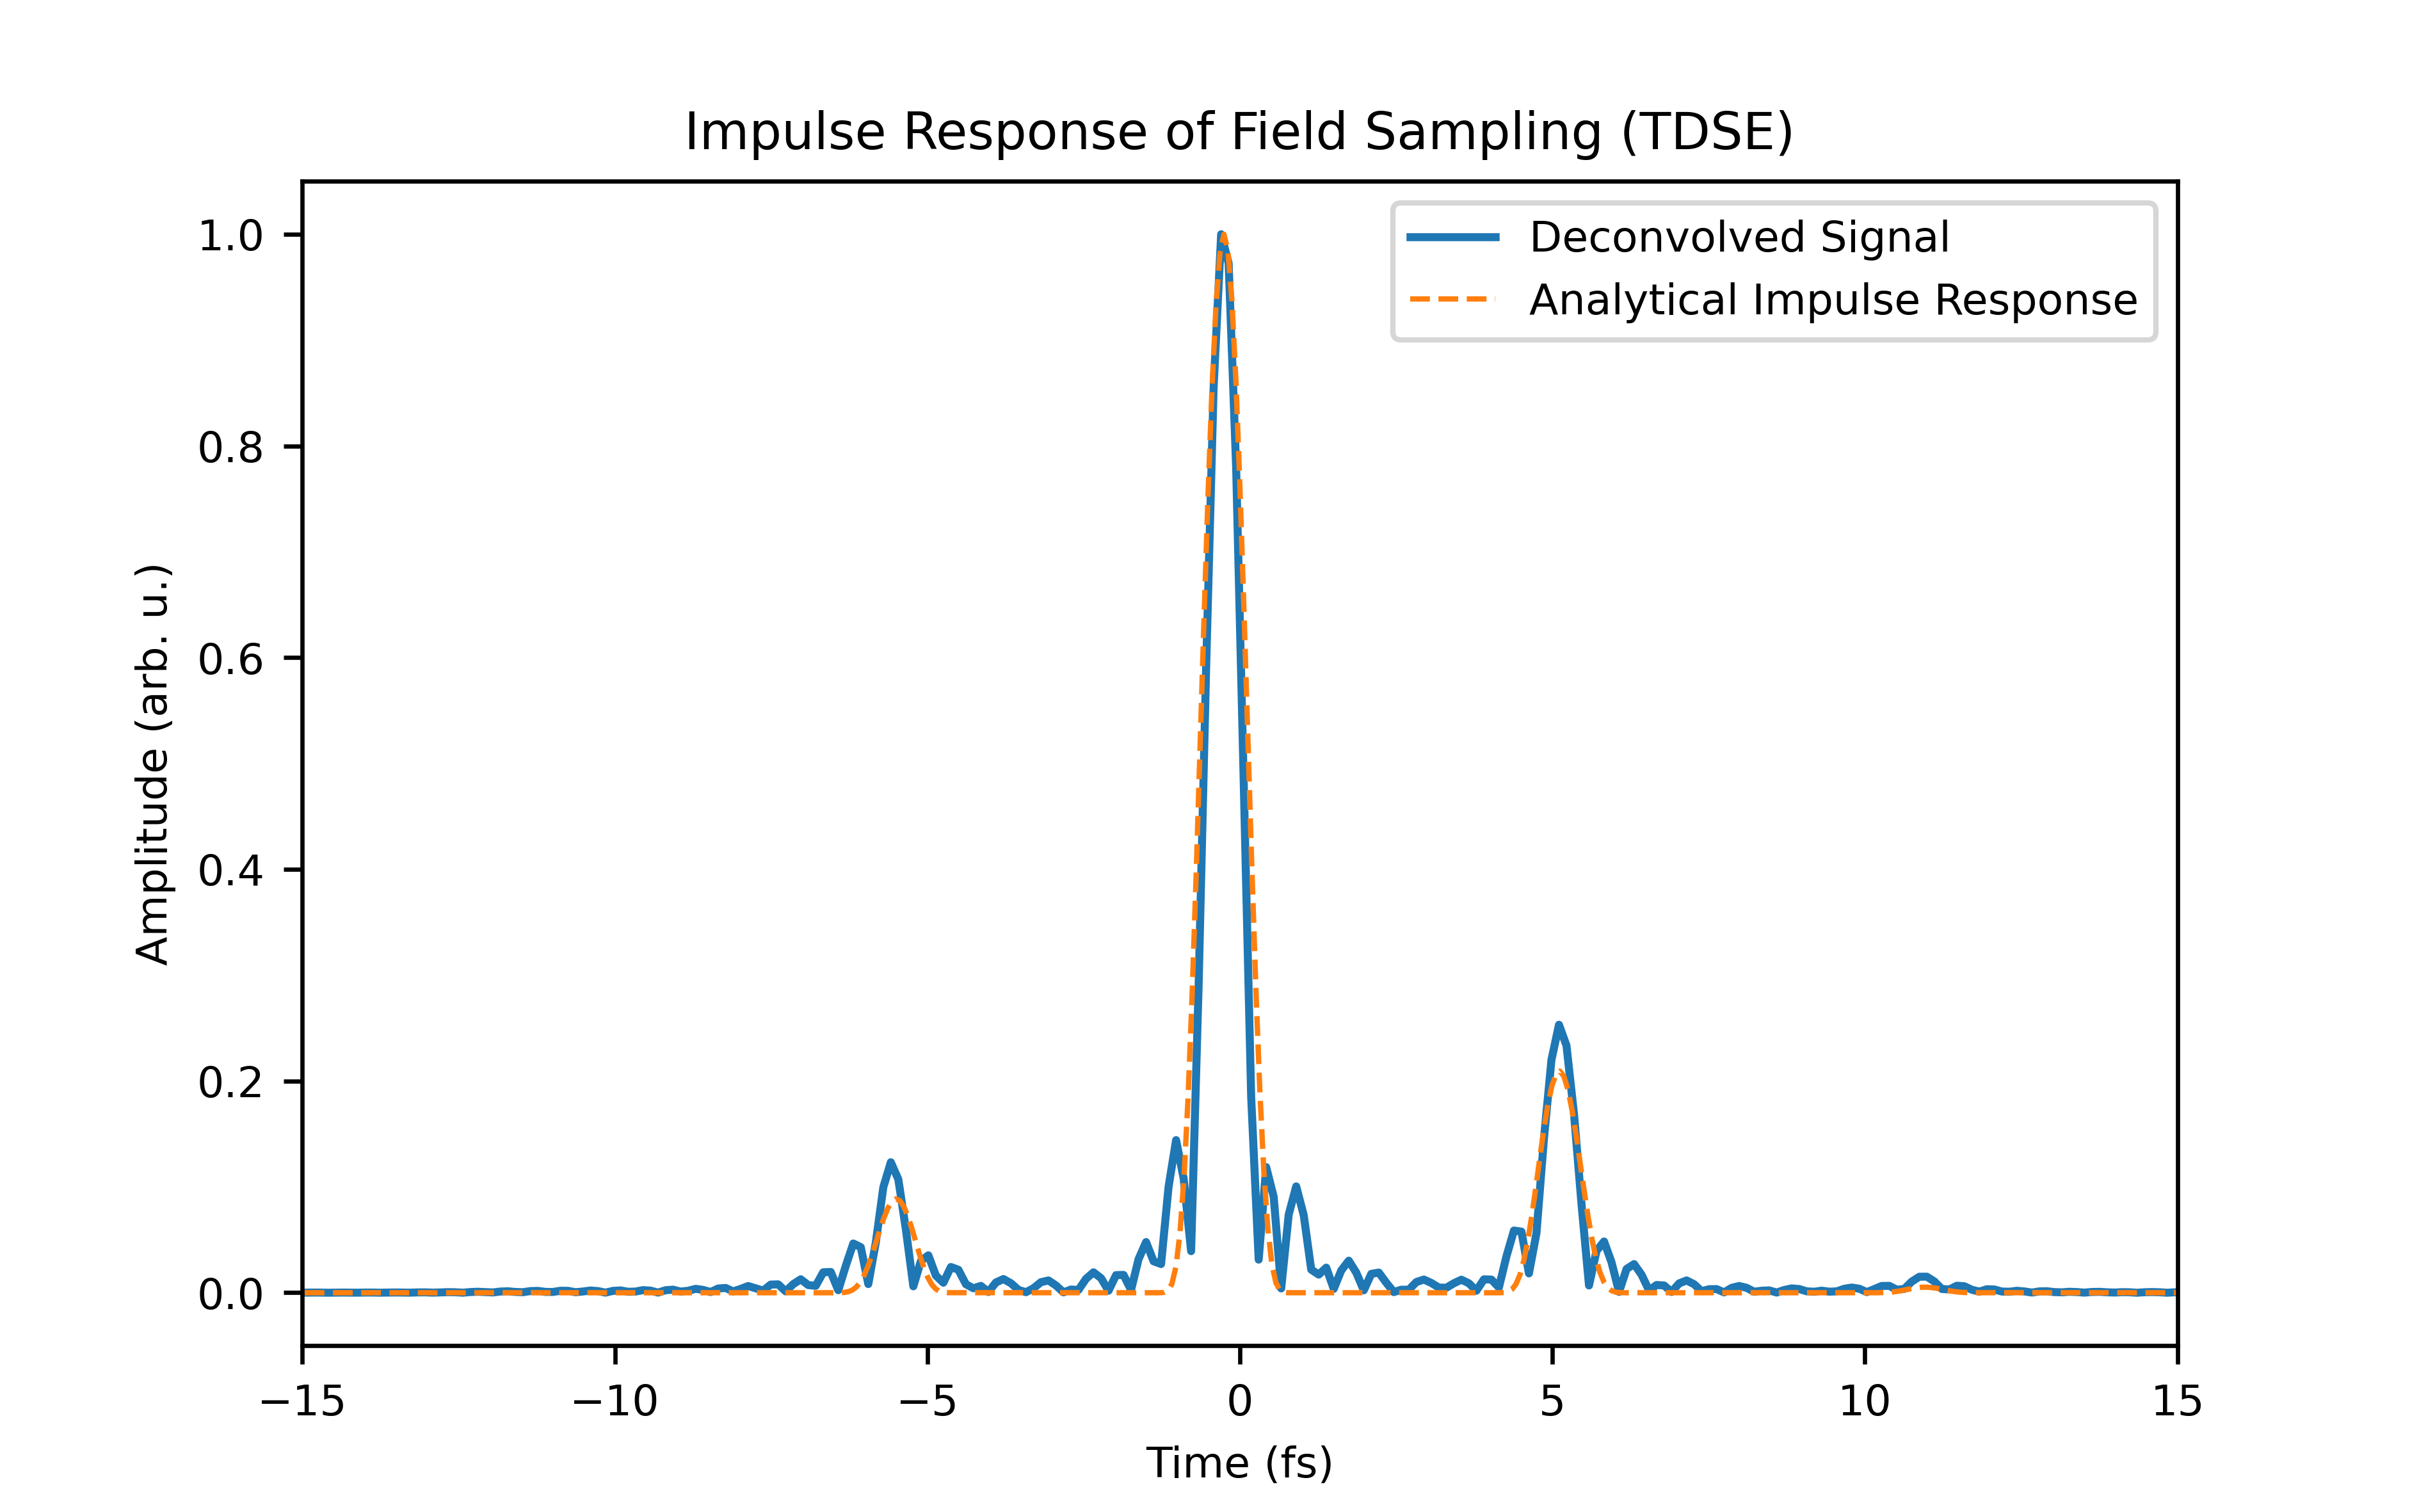 Impulse Response of Field Sampling (TDSE)
Deconvolved Signal
Analytical Impulse Response
Amplitude (arb. u.)
1.0
0.8
0.6
0.4
0.2
0.0
−15
−10
−5
0
5
10
15
Time (fs)